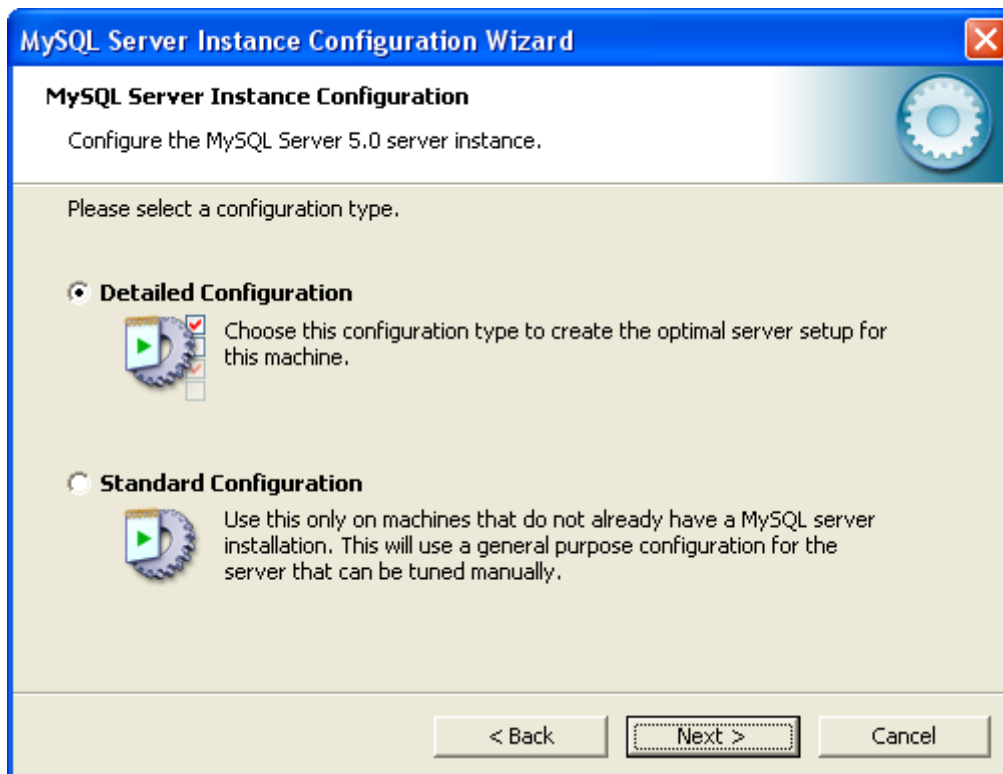 MySQL Server Instance Configuration Wizard
MySQL Server Instance Configuration
Configure the MySQL Server 5.0 server instance.
Please select a configuration type.
Detailed Configuration
Choose this configuration type to create the optimal server setup for
this machine.
Standard Configuration
Use this only on machines that do not already have a MySQL server
installation. This will use a general purpose configuration for the
server that can be tuned manually.
< Back
Next >
Cancel